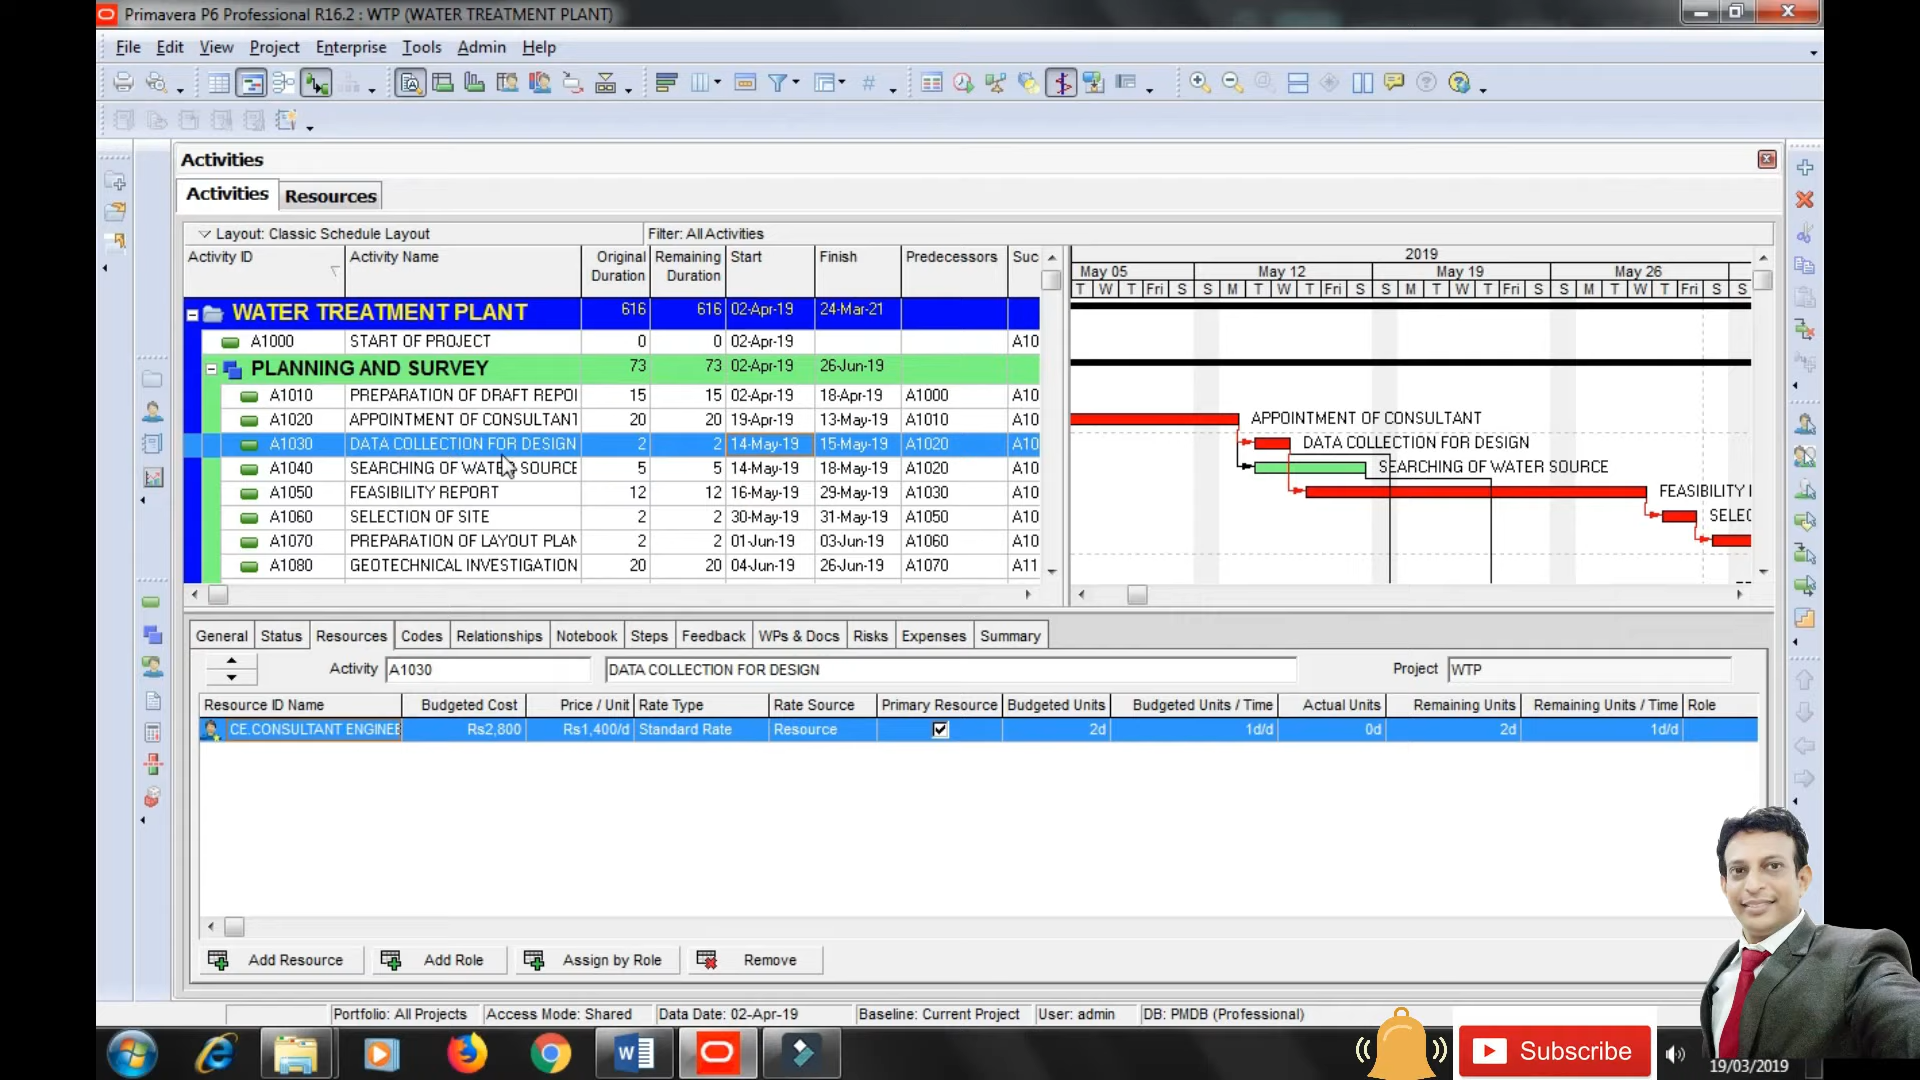 Primavera P6 Professional R16.2 : WTP (WATER TREATMENT PLANT)
File Edit View Project Enterprise Tools Admin Help
Activities
Activities Resources
Layout: Classic Schedule Layout Filter: All Activities
Activity ID Activity Name Original Duration Remaining Duration Start Finish Predecessors Suc
2019
May 05 May 12 May 19 May 26
T W T Fri S S M T W T Fri S S M T W T Fri S S M T W T Fri S S
WATER TREATMENT PLANT 616 616 02-Apr-19 24-Mar-21
A1000 START OF PROJECT 0 0 02-Apr-19 A10
PLANNING AND SURVEY 73 73 02-Apr-19 26-Jun-19
A1010 PREPARATION OF DRAFT REPOI 15 15 02-Apr-19 18-Apr-19 A1000 A10
A1020 APPOINTMENT OF CONSULTANT 20 20 19-Apr-19 13-May-19 A1010 A10 APPOINTMENT OF CONSULTANT
A1030 DATA COLLECTION FOR DESIGN 2 2 14-May-19 15-May-19 A1020 A10 DATA COLLECTION FOR DESIGN
A1040 SEARCHING OF WATER SOURCE 5 5 14-May-19 18-May-19 A1020 A10 SEARCHING OF WATER SOURCE
A1050 FEASIBILITY REPORT 12 12 16-May-19 29-May-19 A1030 A10 FEASIBILITY
A1060 SELECTION OF SITE 2 2 30-May-19 31-May-19 A1050 A10 SELEC
A1070 PREPARATION OF LAYOUT PLAN 2 2 01-Jun-19 03-Jun-19 A1060 A10
A1080 GEOTECHNICAL INVESTIGATION 20 20 04-Jun-19 26-Jun-19 A1070 A11
General Status Resources Codes Relationships Notebook Steps Feedback WPs & Docs Risks Expenses Summary
Activity A1030 DATA COLLECTION FOR DESIGN Project WTP
Resource ID Name Budgeted Cost Price / Unit Rate Type Rate Source Primary Resource Budgeted Units Budgeted Units / Time Actual Units Remaining Units Remaining Units / Time Role
CE.CONSULTANT ENGINEE Rs2,800 Rs1,400/d Standard Rate Resource 2d 1d/d 0d 2d 1d/d
Add Resource Add Role Assign by Role Remove
Portfolio: All Projects Access Mode: Shared Data Date: 02-Apr-19 Baseline: Current Project User: admin DB: PMDB (Professional)
Subscribe
19/03/2019